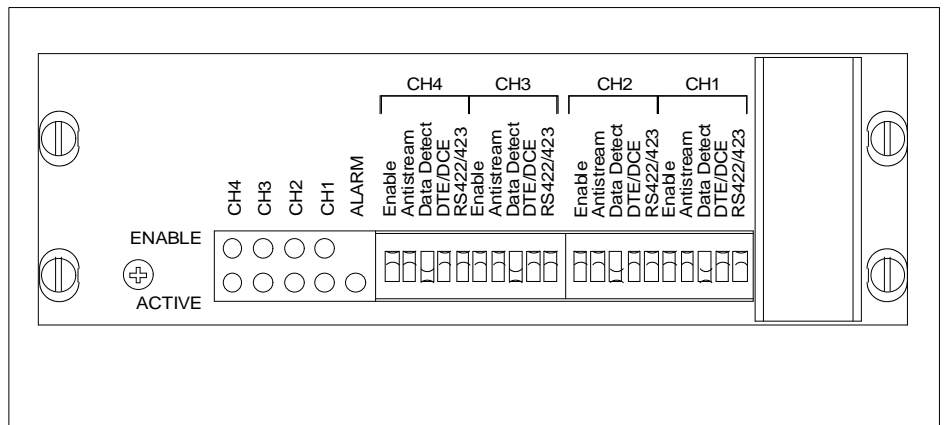 CH4 CH3 CH2 CH1
Enable
Antistream
Data Detect
DTE/DCE
RS422/423
Enable
Antistream
Data Detect
DTE/DCE
RS422/423
Enable
Antistream
Data Detect
DTE/DCE
RS422/423
Enable
Antistream
Data Detect
DTE/DCE
RS422/423
CH4
CH3
CH2
CH1
ALARM
ENABLE
ACTIVE